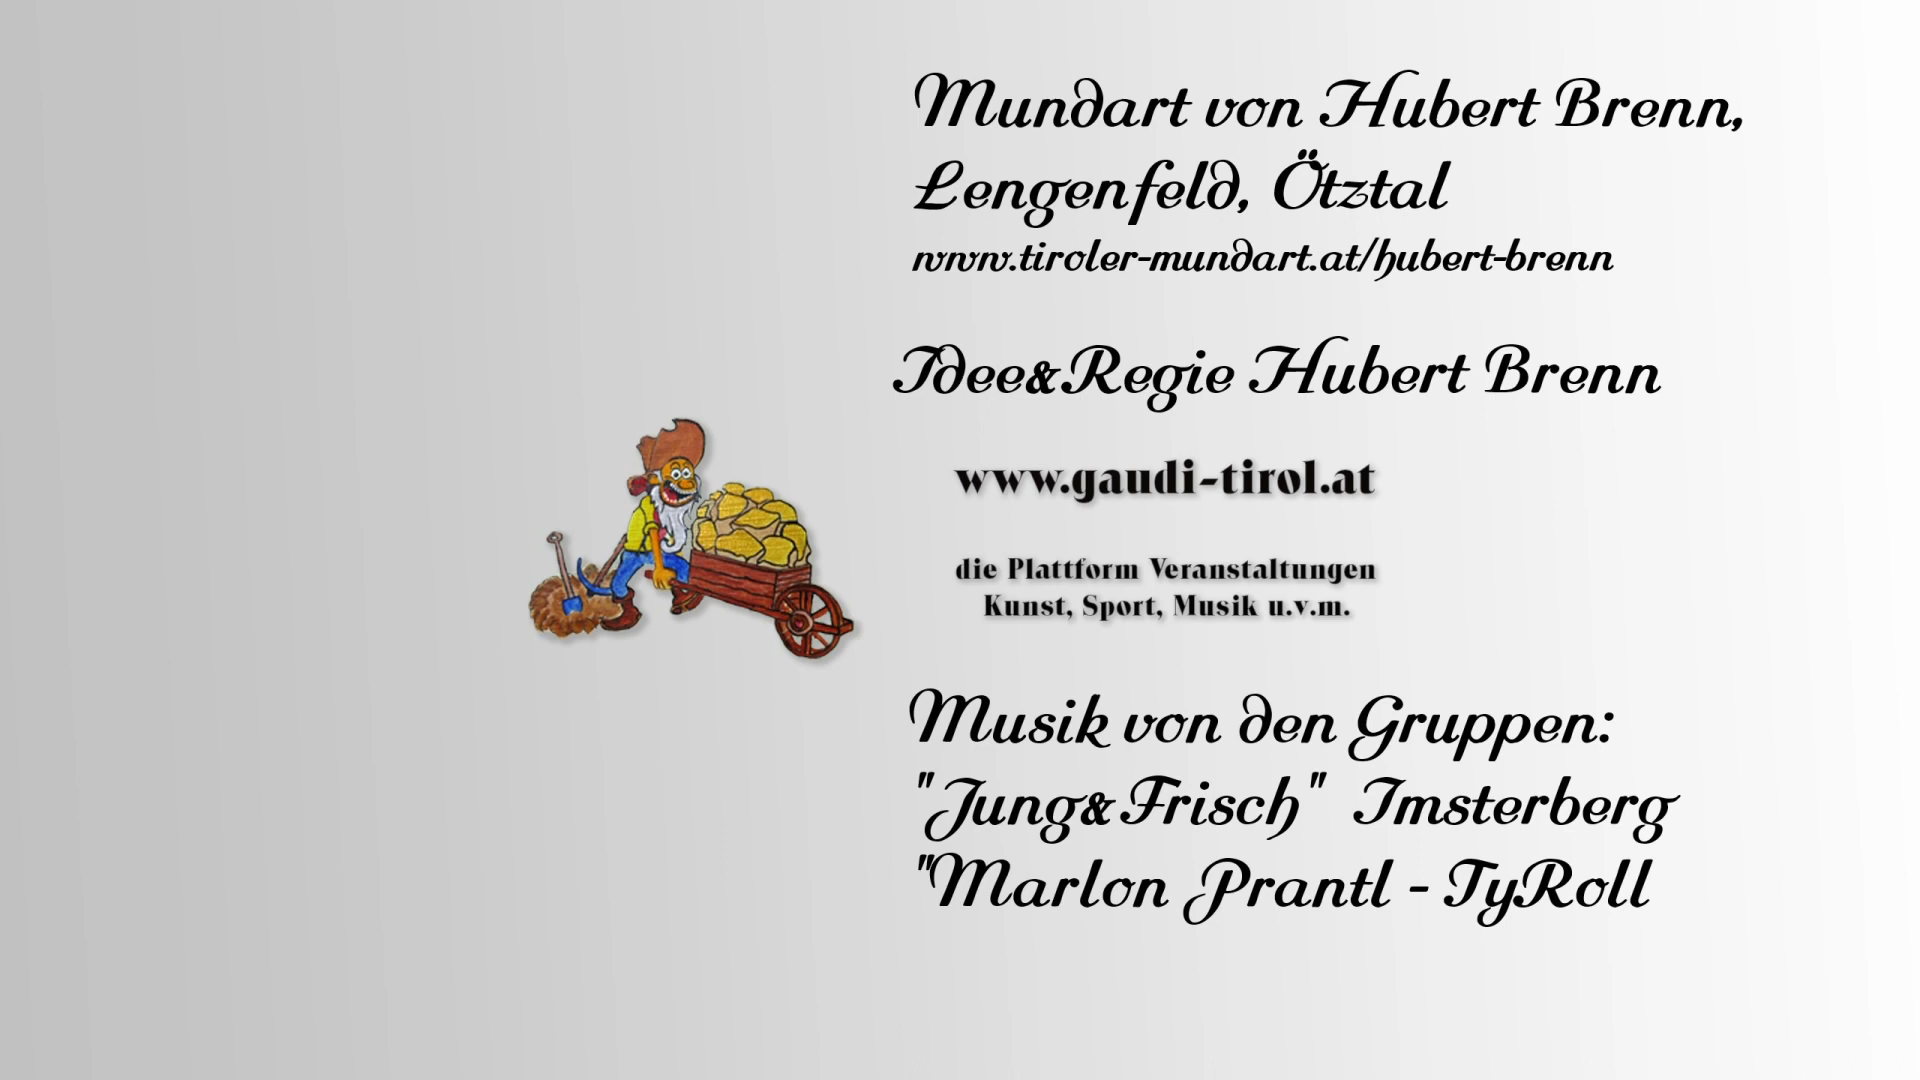 Mundart von Hubert Brenn,
Lengenfeld, Ötztal
www.tiroler-mundart.at/hubert-brenn
Idee&Regie Hubert Brenn
www.gaudi-tirol.at
die Plattform Veranstaltungen
Kunst, Sport, Musik u.v.m.
Musik von den Gruppen:
"Jung&Frisch" Imsterberg
"Marlon Prantl - TyRoll